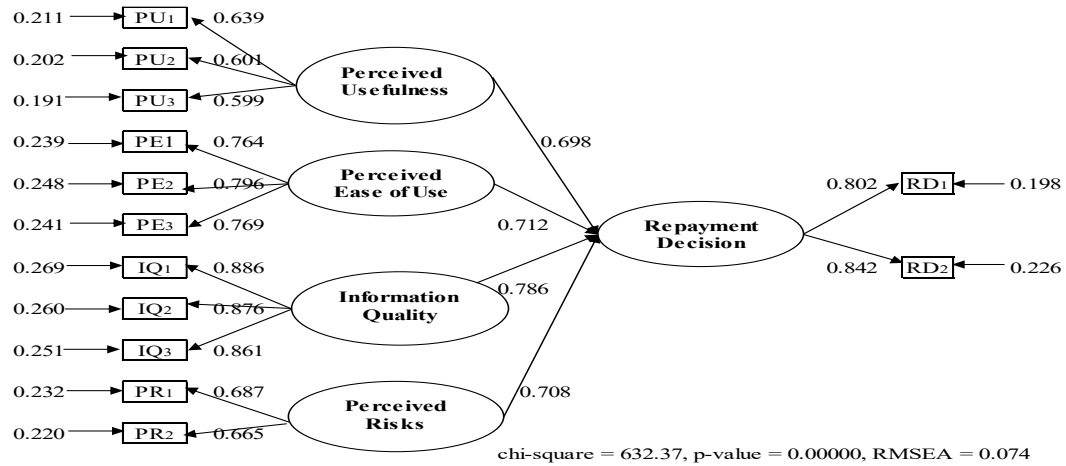 0.211 PU1 0.639
0.202 PU2 0.601
0.191 PU3 0.599
Perceived
Usefulness
0.698
0.239 PE1 0.764
0.248 PE2 0.796
0.241 PE3 0.769
Perceived
Ease of Use
0.712
0.269 IQ1 0.886
0.260 IQ2 0.876
0.251 IQ3 0.861
Information
Quality
0.786
0.232 PR1 0.687
0.220 PR2 0.665
Perceived
Risks
0.708
Repayment
Decision
0.802 RD1 0.198
0.842 RD2 0.226
chi-square = 632.37, p-value = 0.00000, RMSEA = 0.074